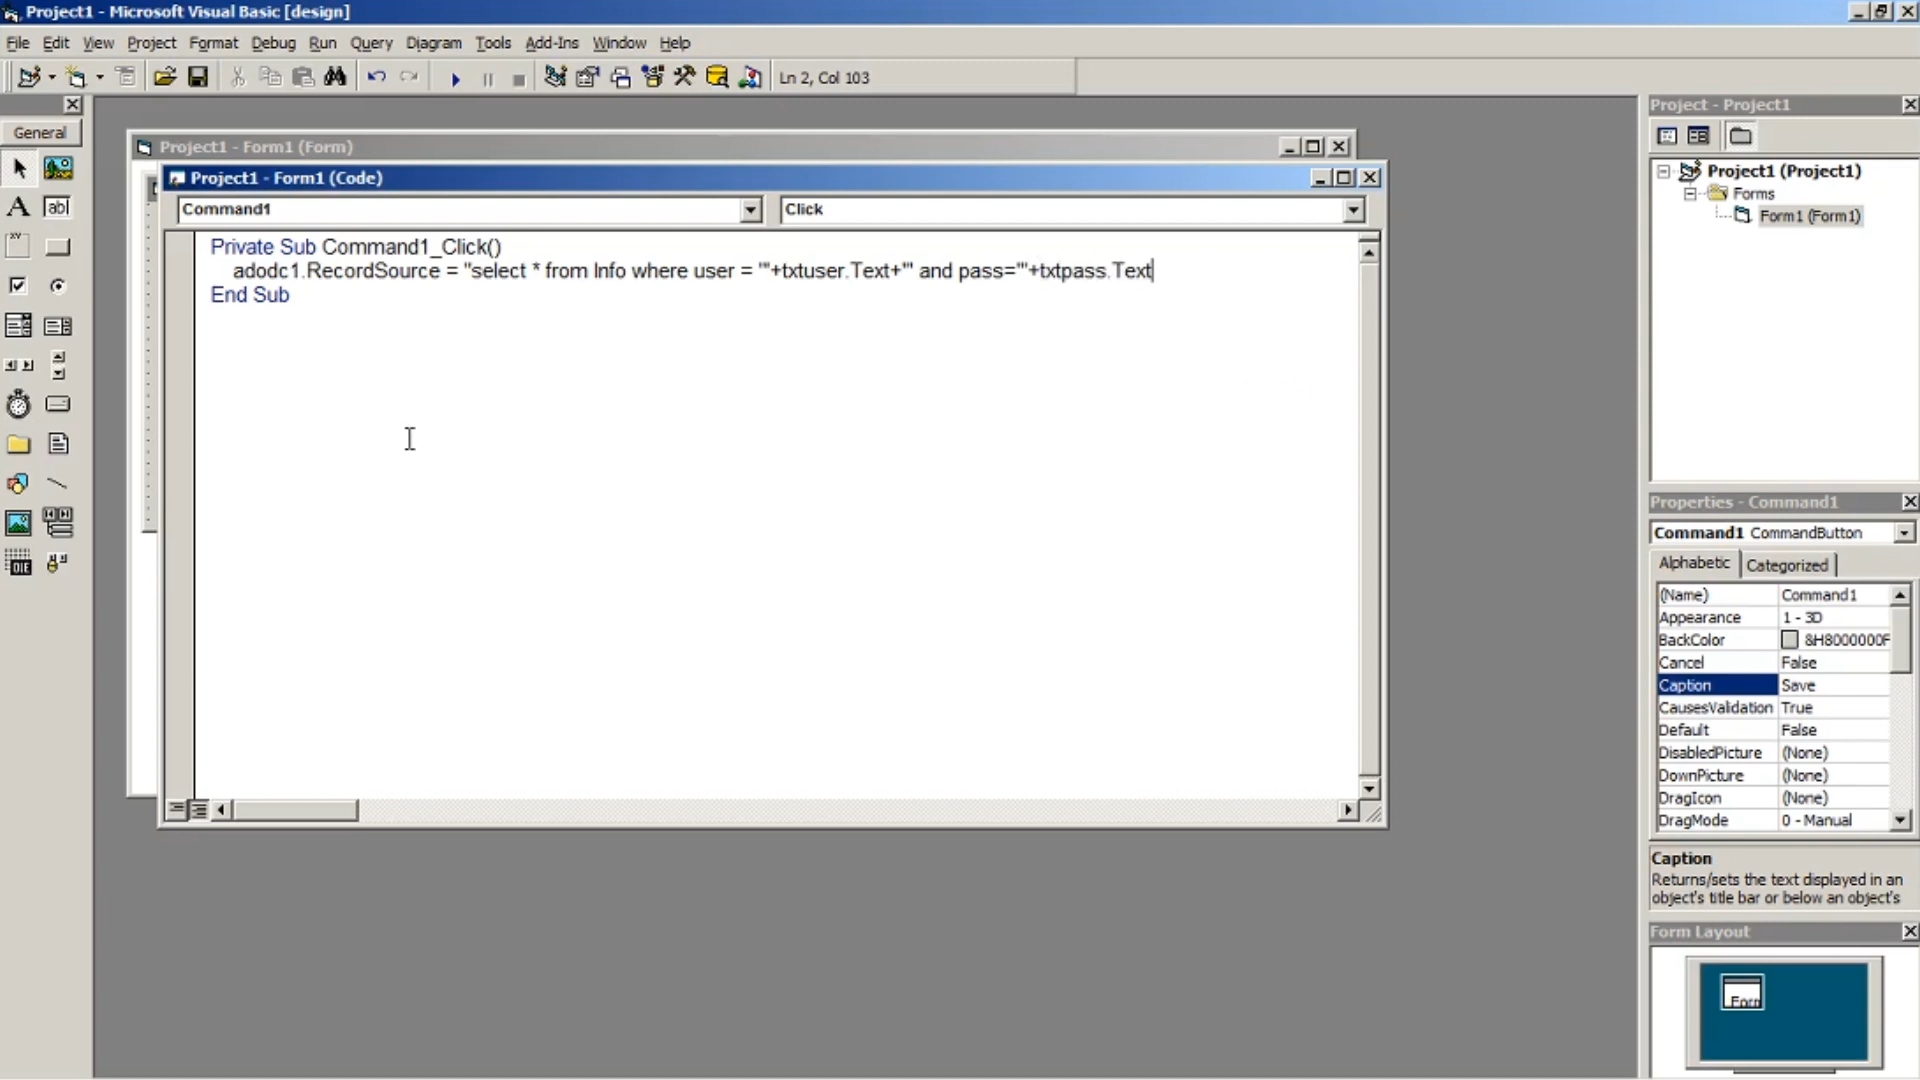 Project1 - Microsoft Visual Basic [design]
File Edit View Project Format Debug Run Query Diagram Tools Add-Ins Window Help
Ln 2, Col 103
General
Project1 - Form1 (Form)
Project1 - Form1 (Code)
Command1 Click
Private Sub Command1_Click()
adodc1.RecordSource = "select * from Info where user = '"+txtuser.Text+"' and pass='"+txtpass.Text
End Sub
Project - Project1
Project1 (Project1)
Forms
Form1 (Form1)
Properties - Command1
Command1 CommandButton
Alphabetic Categorized
(Name) Command1
Appearance 1 - 3D
BackColor &H8000000F
Cancel False
Caption Save
CausesValidation True
Default False
DisabledPicture (None)
DownPicture (None)
DragIcon (None)
DragMode 0 - Manual
Caption
Returns/sets the text displayed in an
object's title bar or below an object's
Form Layout
Form